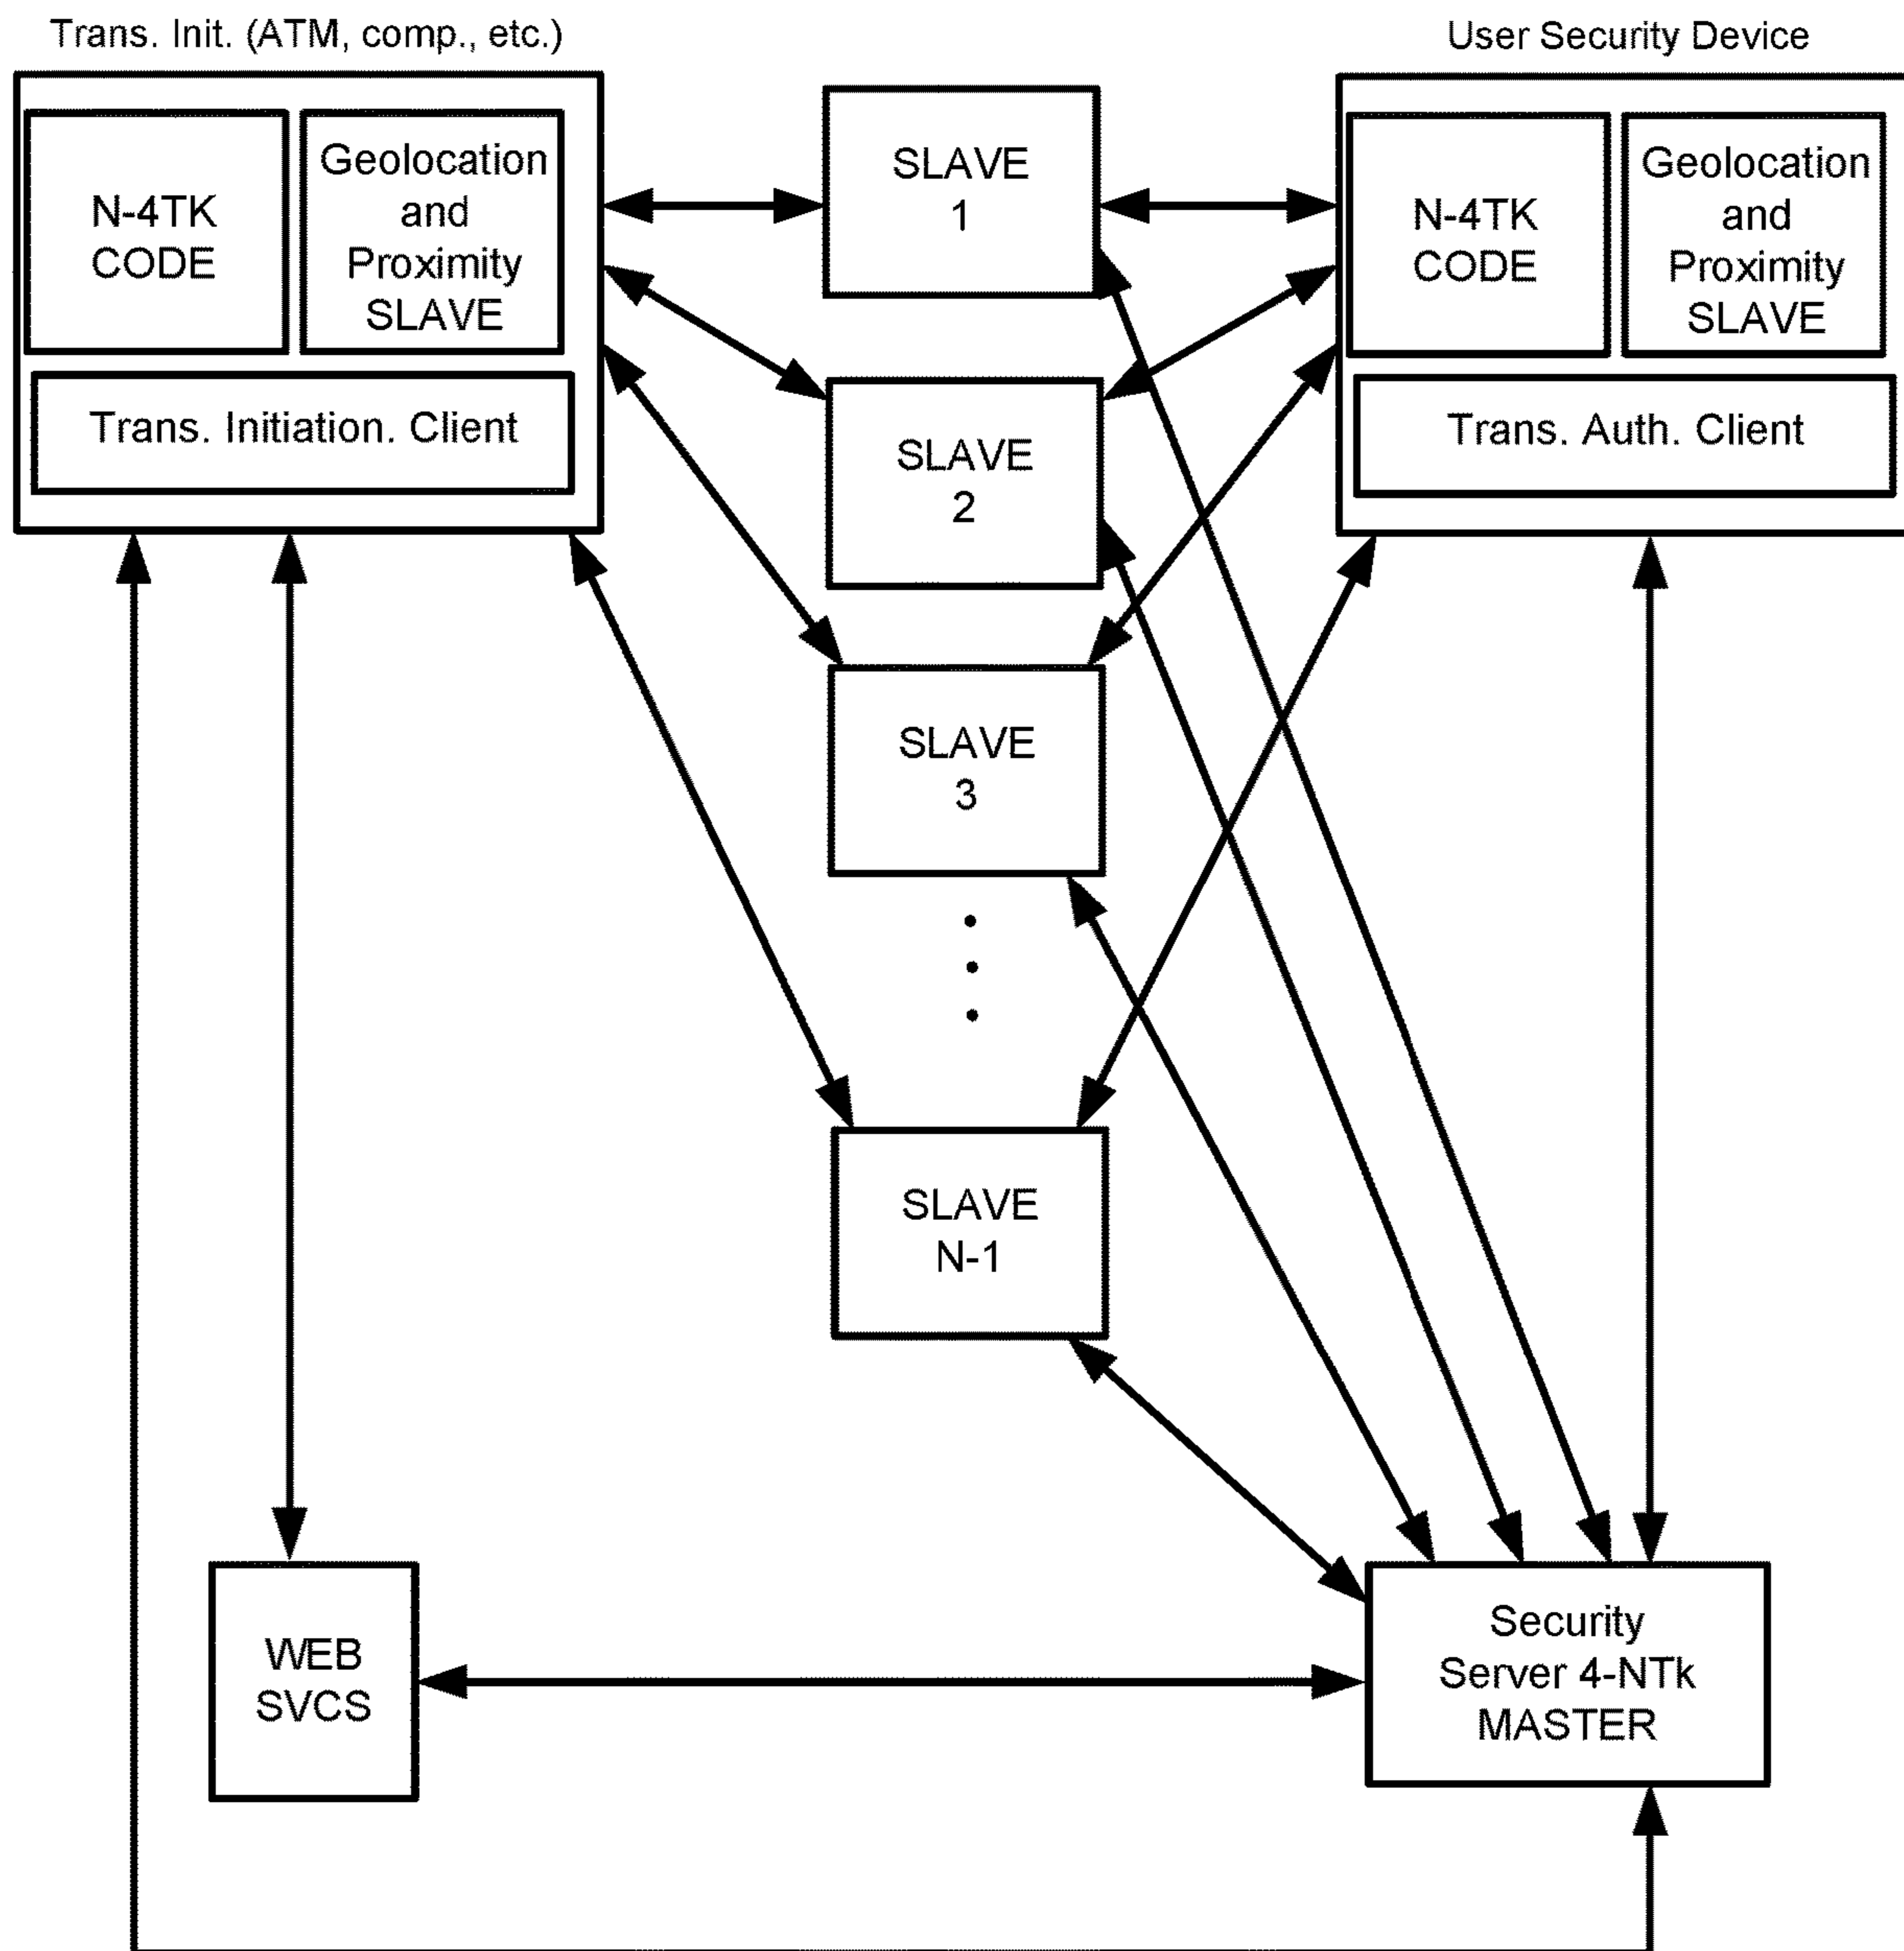 Trans. Init. (ATM, comp., etc.)
User Security Device
N-4TK
CODE
Geolocation
and
Proximity
SLAVE
Trans. Initiation. Client
SLAVE
1
N-4TK
CODE
Geolocation
and
Proximity
SLAVE
Trans. Auth. Client
SLAVE
2
SLAVE
3
SLAVE
N-1
WEB
SVCS
Security
Server 4-NTk
MASTER